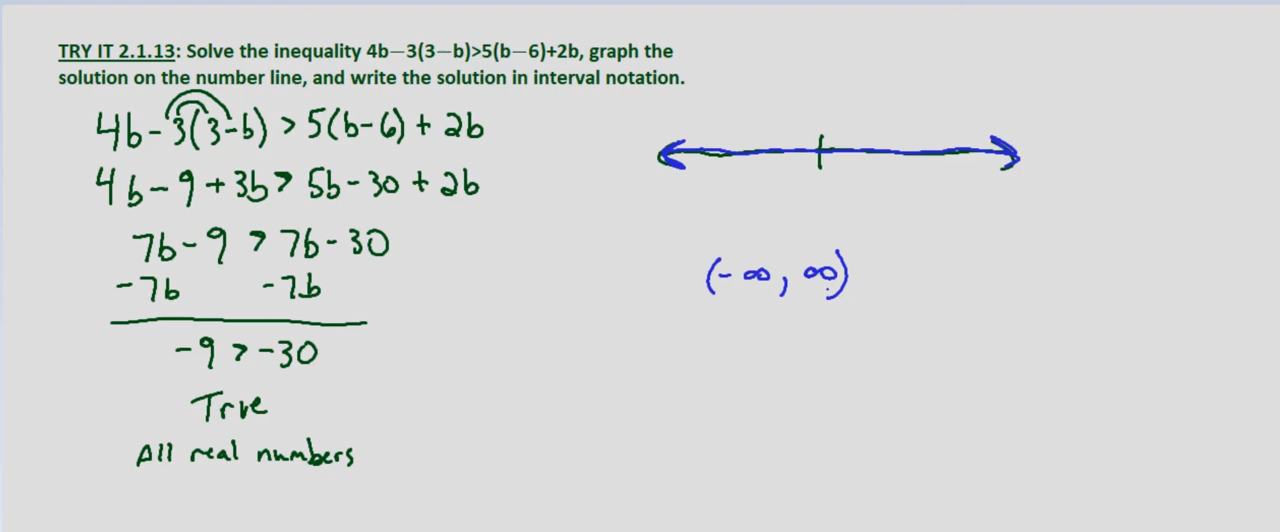 TRY IT 2.1.13: Solve the inequality 4b−3(3−b)>5(b−6)+2b, graph the
solution on the number line, and write the solution in interval notation.
4b - 3(3-b) > 5(b-6) + 2b
4b - 9 + 3b > 5b - 30 + 2b
7b - 9 > 7b - 30
-7b -7b
(-∞, ∞)
-9 > -30
True
All real numbers